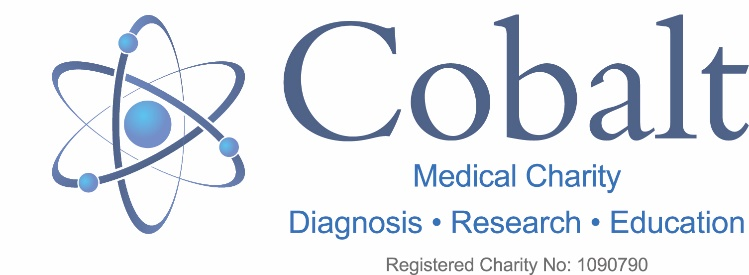 Cobalt
Medical Charity
Diagnosis • Research • Education
Registered Charity No: 1090790